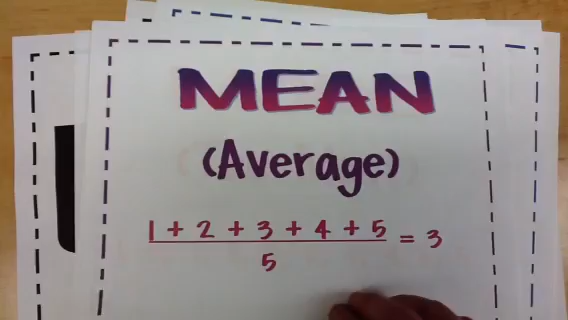 MEAN
(Average)
1 + 2 + 3 + 4 + 5
5
= 3